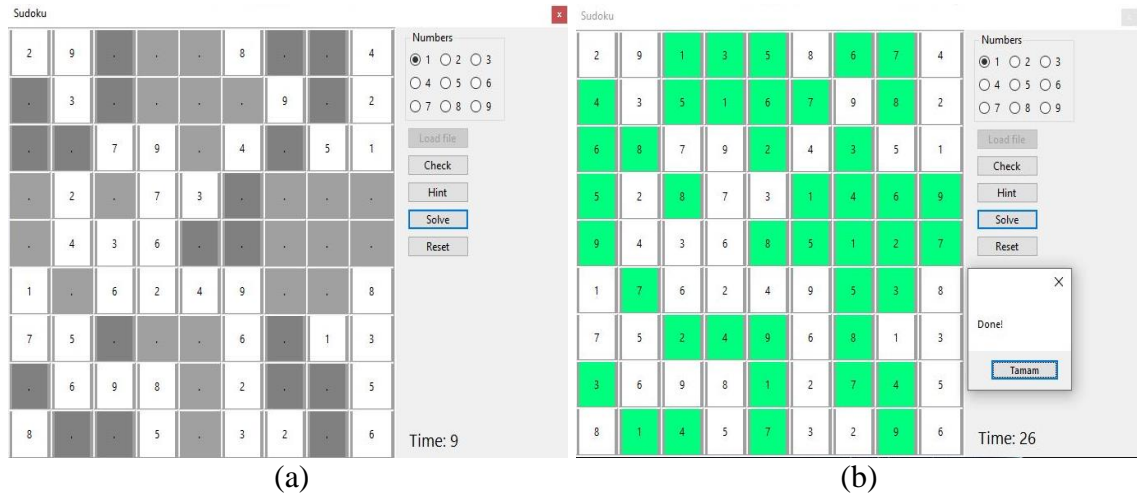 Sudoku
x
2 9 . . . 8 . . 4
. 3 . . . . 9 . 2
. . 7 9 . 4 . 5 1
. 2 . 7 3 . . . .
. 4 3 6 . . . . .
1 . 6 2 4 9 . . 8
7 5 . . . 6 . 1 3
. 6 9 8 . 2 . . 5
8 . . 5 . 3 2 . 6
Numbers
1 2 3
4 5 6
7 8 9
Load file
Check
Hint
Solve
Reset
Time: 9
(a)
Sudoku
2 9 1 3 5 8 6 7 4
4 3 5 1 6 7 9 8 2
6 8 7 9 2 4 3 5 1
5 2 8 7 3 1 4 6 9
9 4 3 6 8 5 1 2 7
1 7 6 2 4 9 5 3 8
7 5 2 4 9 6 8 1 3
3 6 9 8 1 2 7 4 5
8 1 4 5 7 3 2 9 6
Numbers
1 2 3
4 5 6
7 8 9
Load file
Check
Hint
Solve
Reset
Done!
Tamam
Time: 26
(b)